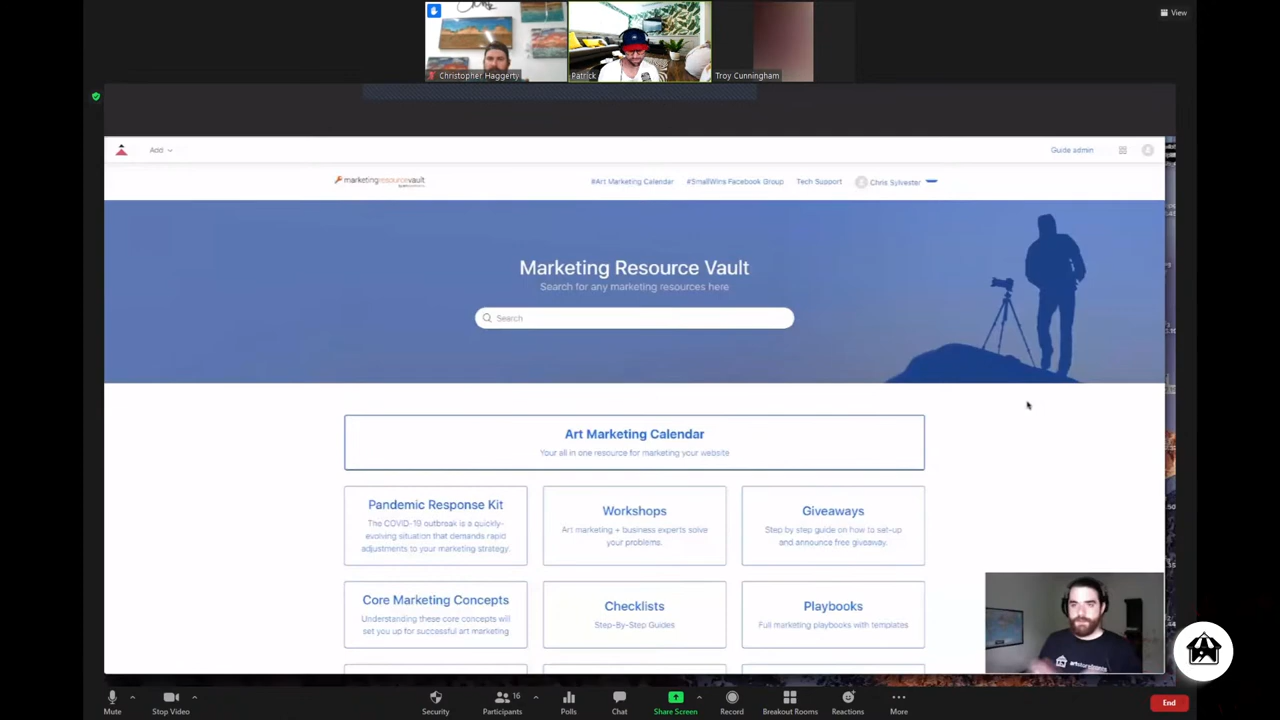 View
Christopher Haggerty
Patrick
Troy Cunningham
Add
Guide admin
marketingresourcevault
#Art Marketing Calendar
#SmallWins Facebook Group
Tech Support
Chris Sylvester
Marketing Resource Vault
Search for any marketing resources here
Search
Art Marketing Calendar
Your all in one resource for marketing your website
Pandemic Response Kit
The COVID-19 outbreak is a quickly-
evolving situation that demands rapid
adjustments to your marketing strategy.
Workshops
Art marketing + business experts solve
your problems.
Giveaways
Step by step guide on how to set-up
and announce free giveaway.
Core Marketing Concepts
Understanding these core concepts will
set you up for successful art marketing
Checklists
Step-By-Step Guides
Playbooks
Full marketing playbooks with templates
artstorefronts
Mute
Stop Video
Security
Participants
16
Polls
Chat
Share Screen
Record
Breakout Rooms
Reactions
More
End